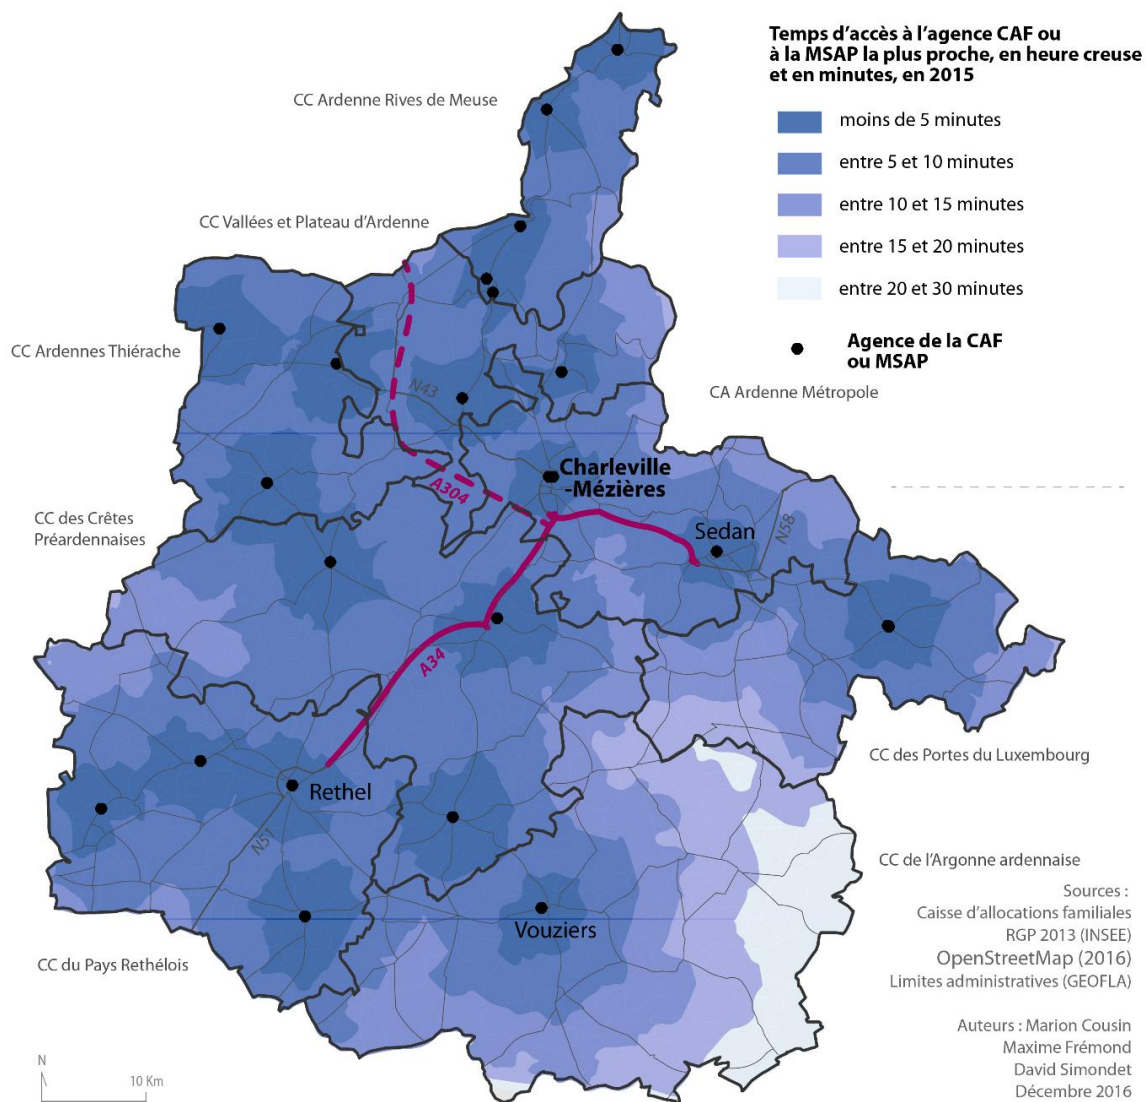 Temps d'accès à l'agence CAF ou
à la MSAP la plus proche, en heure creuse
et en minutes, en 2015
moins de 5 minutes
entre 5 et 10 minutes
entre 10 et 15 minutes
entre 15 et 20 minutes
entre 20 et 30 minutes
Agence de la CAF
ou MSAP
CC Ardenne Rives de Meuse
CC Vallées et Plateau d'Ardenne
CC Ardennes Thiérache
CA Ardenne Métropole
N43
Charleville
-Mézières
A304
CC des Crêtes
Préardennaises
Sedan
N58
A34
CC des Portes du Luxembourg
Rethel
N51
CC de l'Argonne ardennaise
Vouziers
CC du Pays Rethélois
Sources :
Caisse d'allocations familiales
RGP 2013 (INSEE)
OpenStreetMap (2016)
Limites administratives (GEOFLA)
Auteurs : Marion Cousin
Maxime Frémond
David Simondet
Décembre 2016
N
10 Km